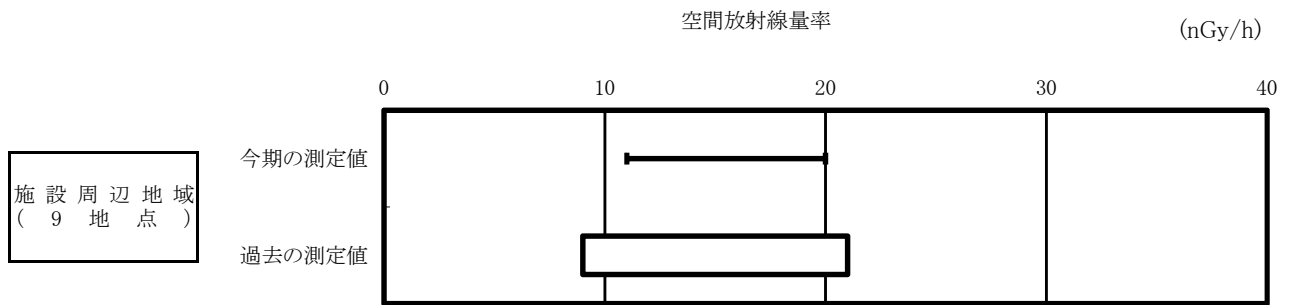 空間放射線量率
(nGy/h)
0 10 20 30 40
今期の測定値
施設周辺地域
(9地点)
過去の測定値